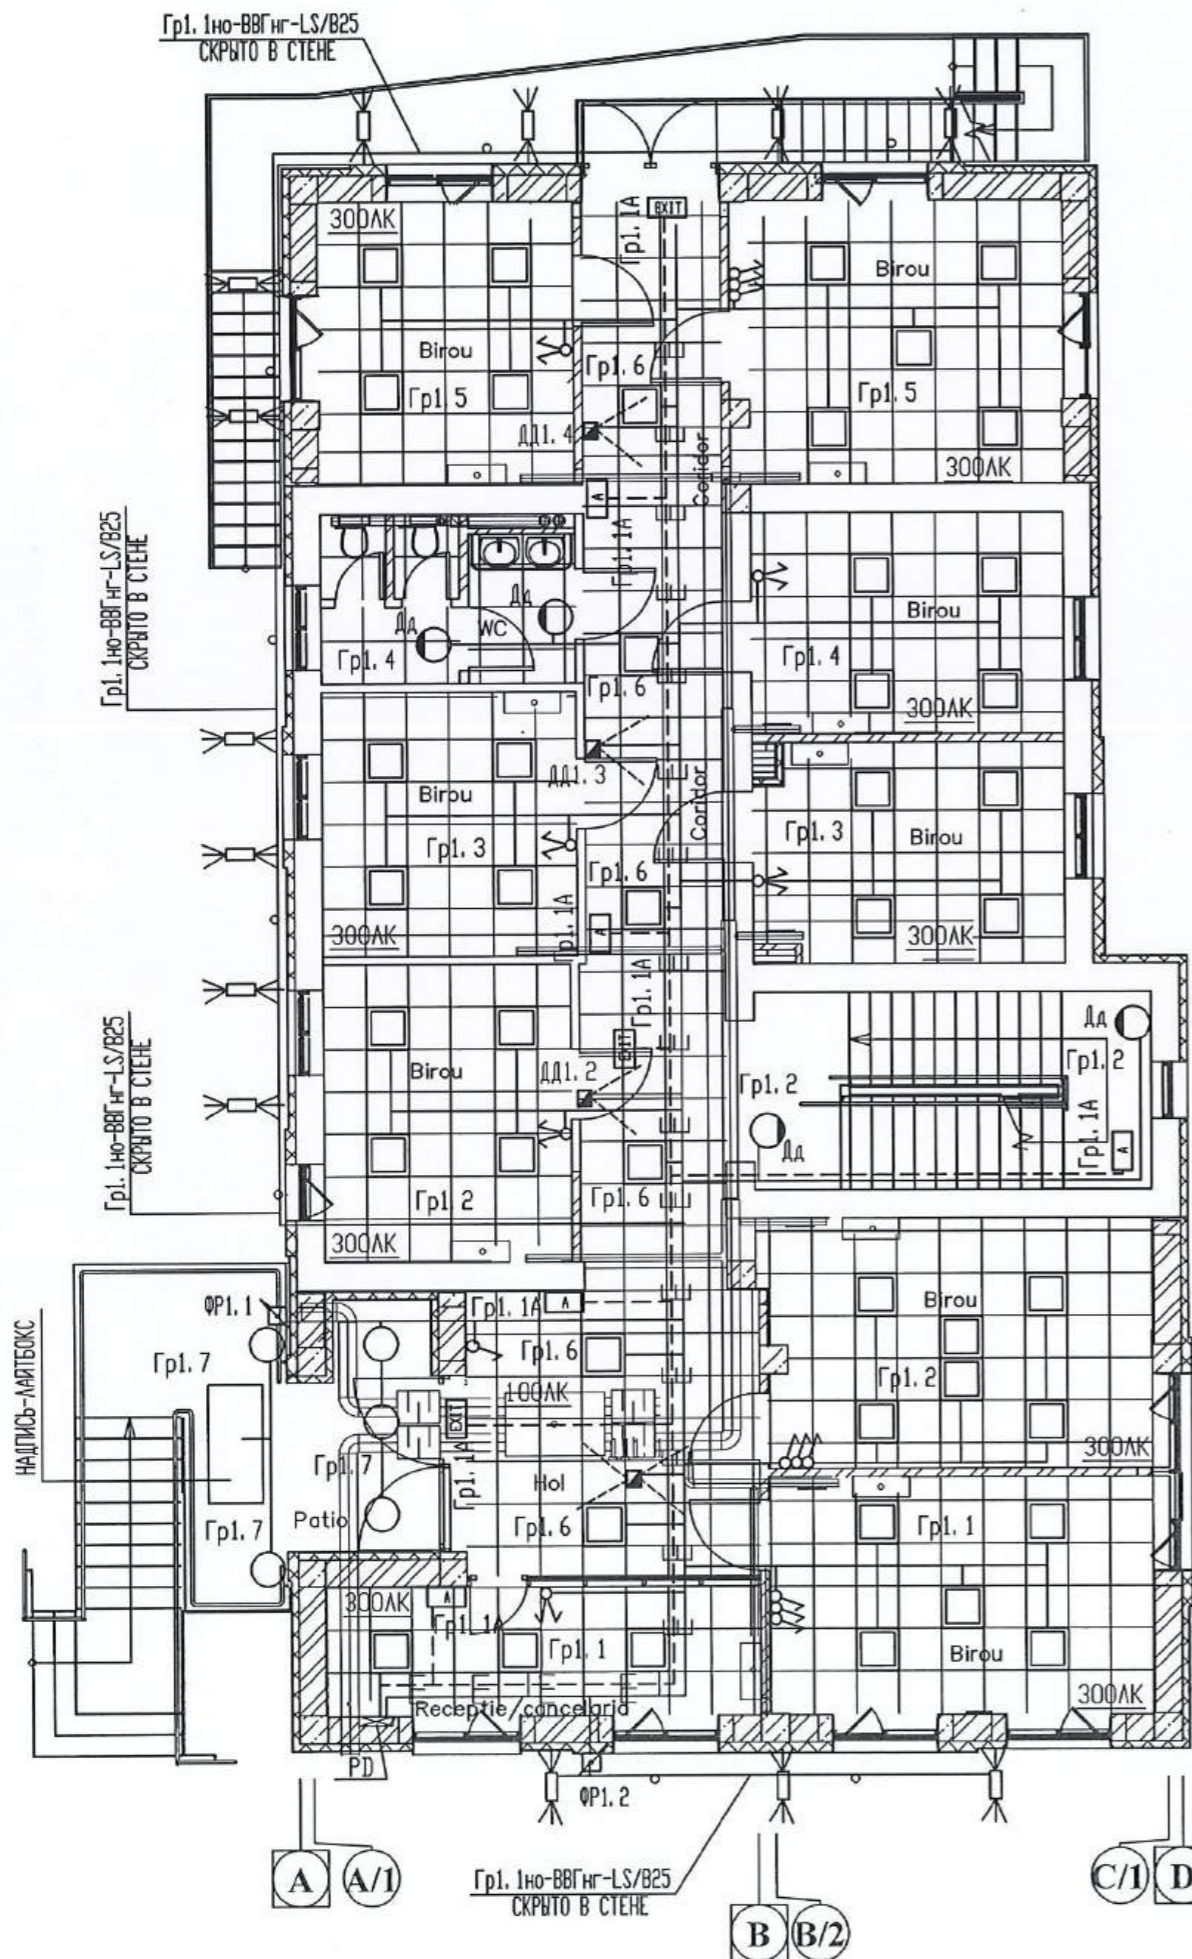 Гр1. 1но-ВВГнг-LS/В25
СКРЫТО В СТЕНЕ
Гр1. 1А
EXIT
300ЛК
Birou
Birou
Гр1. 6
Гр1. 5
Гр1. 5
ДД1. 4
300ЛК
Coridor
A
Гр1. 1А
Гр1. 1но-ВВГнг-LS/В25
СКРЫТО В СТЕНЕ
Дд
Дд
WC
Гр1. 4
Birou
Гр1. 4
Гр1. 6
300ЛК
ДД1. 3
Coridor
Birou
Гр1. 3
Гр1. 3
Birou
Гр1. 6
300ЛК
Гр1. 1А
A
300ЛК
Гр1. 1А
EXIT
Дд
Гр1. 1но-ВВГнг-LS/В25
СКРЫТО В СТЕНЕ
Birou
ДД1. 2
Гр1. 2
Гр1. 2
Гр1. 1А
A
Дд
Гр1. 2
Гр1. 6
300ЛК
ФР1. 1
Гр1. 1А
A
Birou
НАДПИСЬ-ЛАЙТБОКС
Гр1. 7
Гр1. 6
Гр1. 2
100ЛК
EXIT
300ЛК
Гр1. 7
Гр1. 1А
Hol
Patio
Гр1. 7
Гр1. 6
Гр1. 1
300ЛК
A
Гр1. 1А
Гр1. 1
Birou
300ЛК
Receptie/cancelaria
PD
ФР1. 2
Гр1. 1но-ВВГнг-LS/В25
СКРЫТО В СТЕНЕ
A
A/1
B
B/2
C/1
D